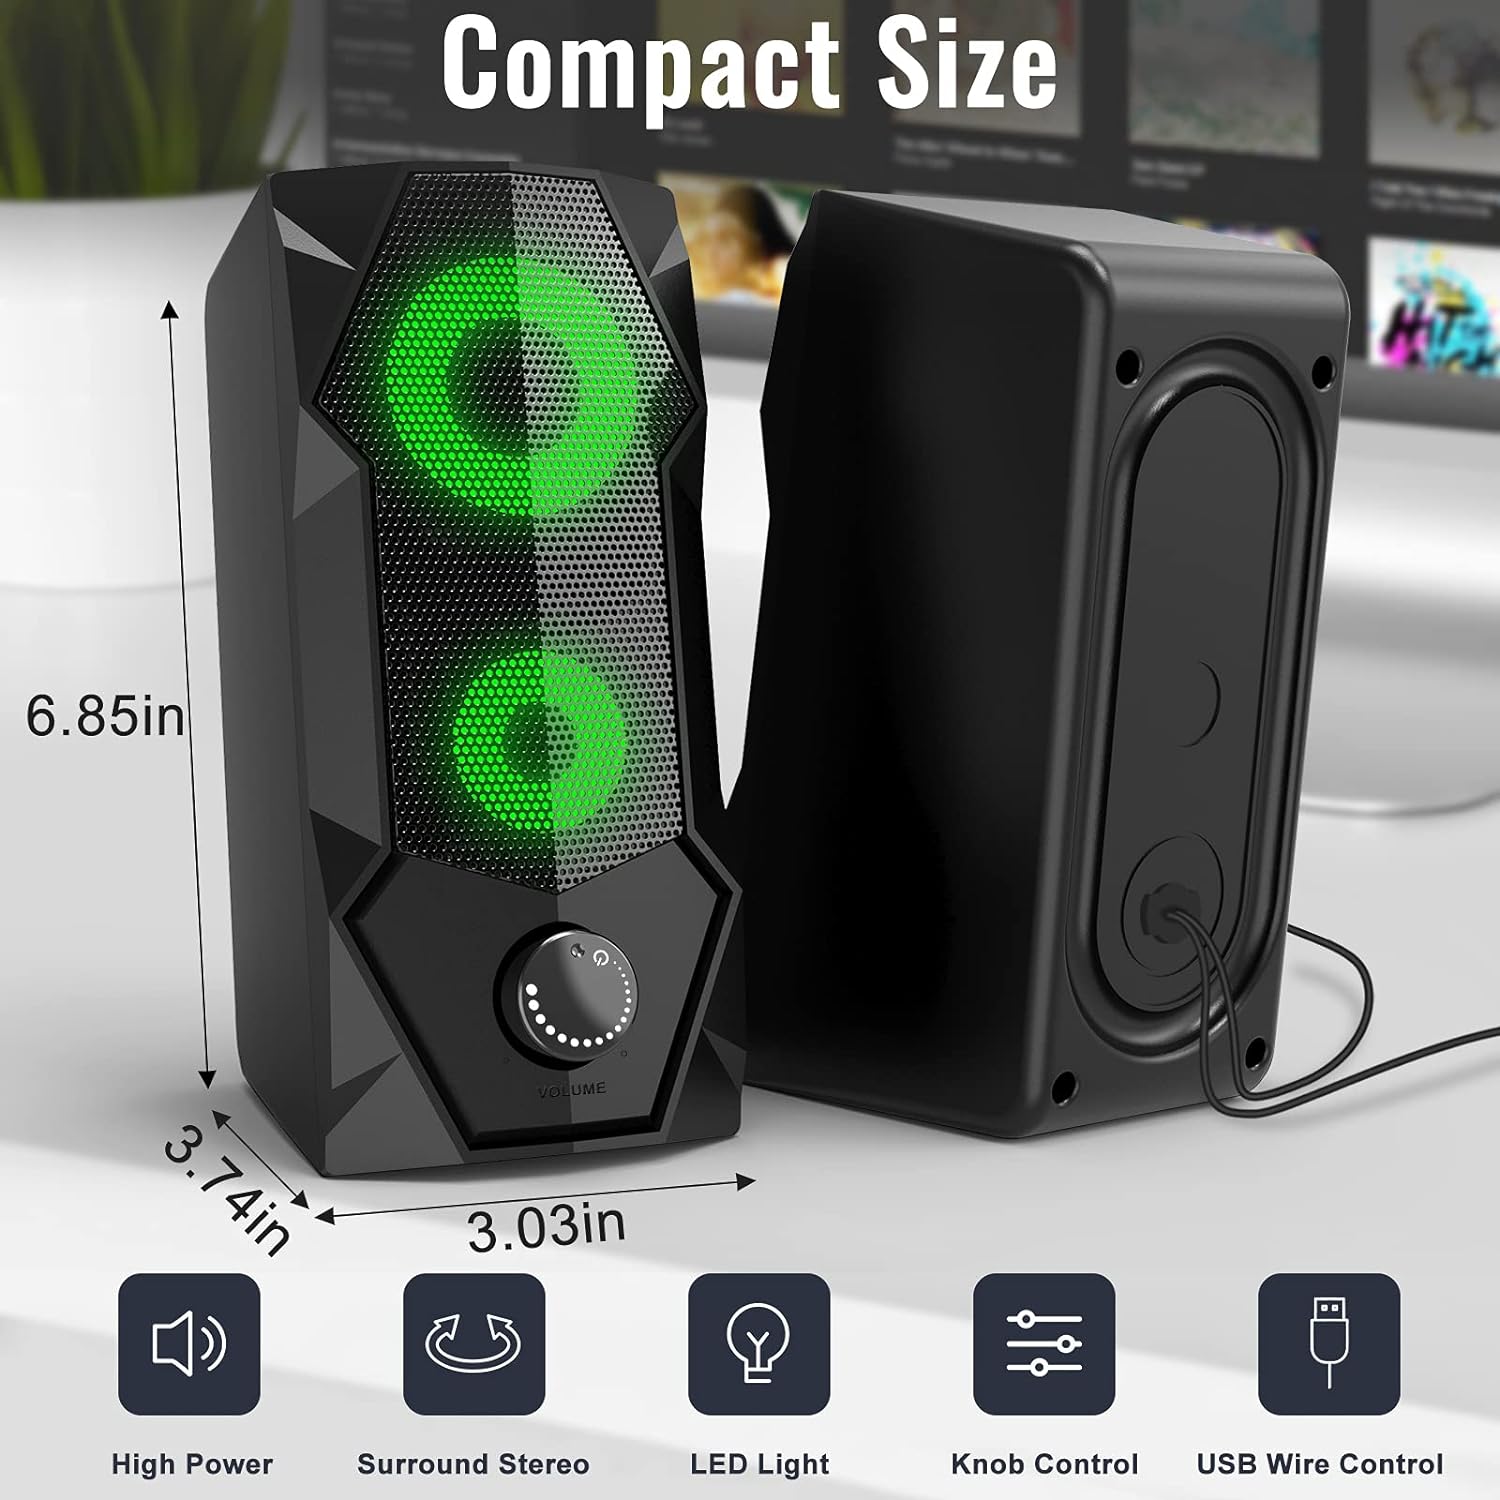 Compact Size
6.85in
VOLUME
3.74in
3.03in
High Power
Surround Stereo
LED Light
Knob Control
USB Wire Control